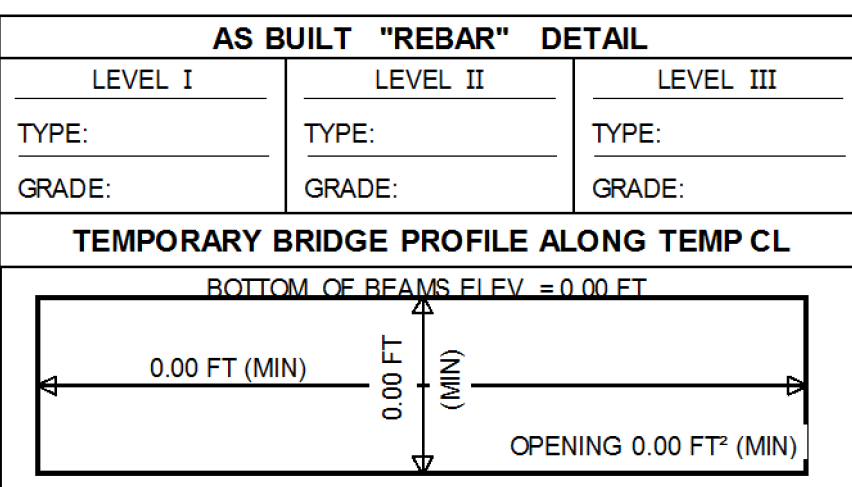 AS BUILT "REBAR" DETAIL
LEVEL I LEVEL II LEVEL III
TYPE: TYPE: TYPE:
GRADE: GRADE: GRADE:
TEMPORARY BRIDGE PROFILE ALONG TEMP CL
BOTTOM OF BEAMS ELEV. = 0.00 FT
0.00 FT (MIN)
0.00 FT
(MIN)
OPENING 0.00 FT² (MIN)